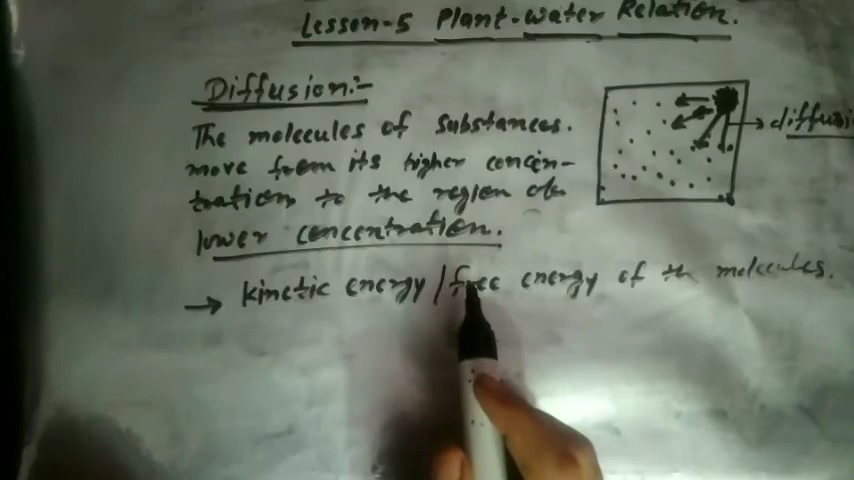 Lesson-5 Plant-water Relation.
Diffusion:-
The molecules of substances.
move from its higher concen-
tration to the region of
lower concentration.
→ diffusi
→ kinetic energy / free energy of th molecules.